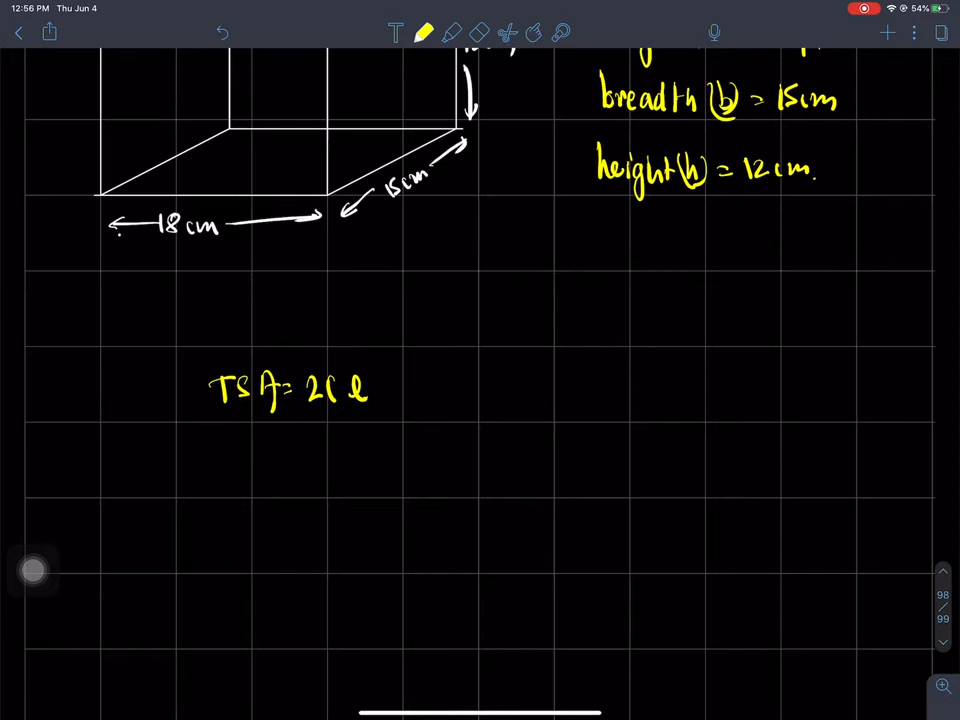 12:56 PM Thu Jun 4
54%
breadth (b) = 15cm
height (h) = 12 cm.
15cm
18 cm
TSA = 2( l
98
99